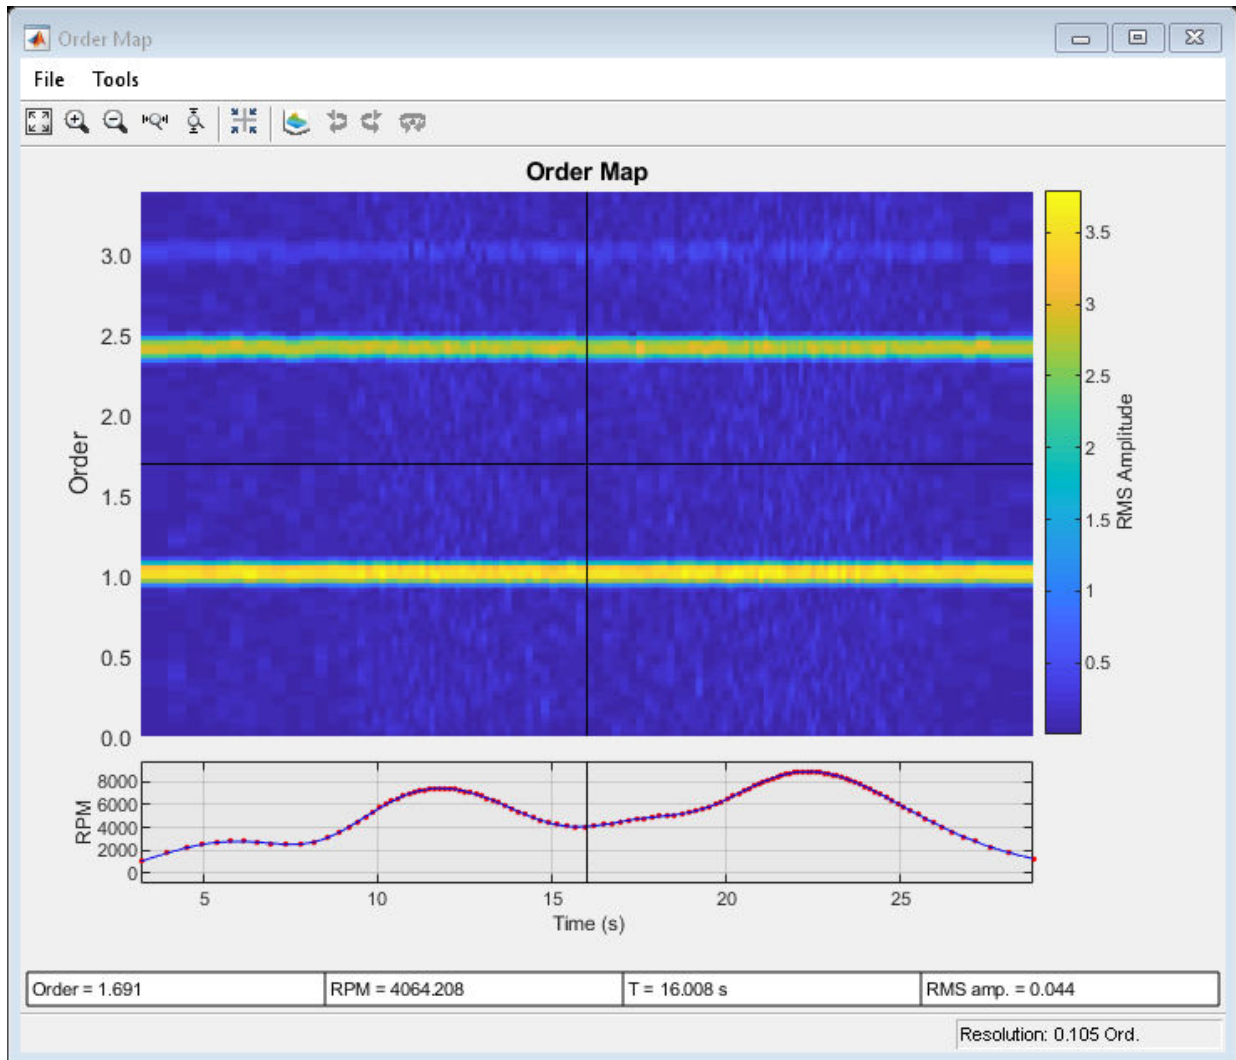 Order Map
File Tools
Order Map
3.0
2.5
2.0
1.5
1.0
0.5
0.0
Order
3.5
3
2.5
2
1.5
1
0.5
RMS Amplitude
8000
6000
4000
2000
0
RPM
5 10 15 20 25
Time (s)
Order = 1.691 RPM = 4064.208 T = 16.008 s RMS amp. = 0.044
Resolution: 0.105 Ord.